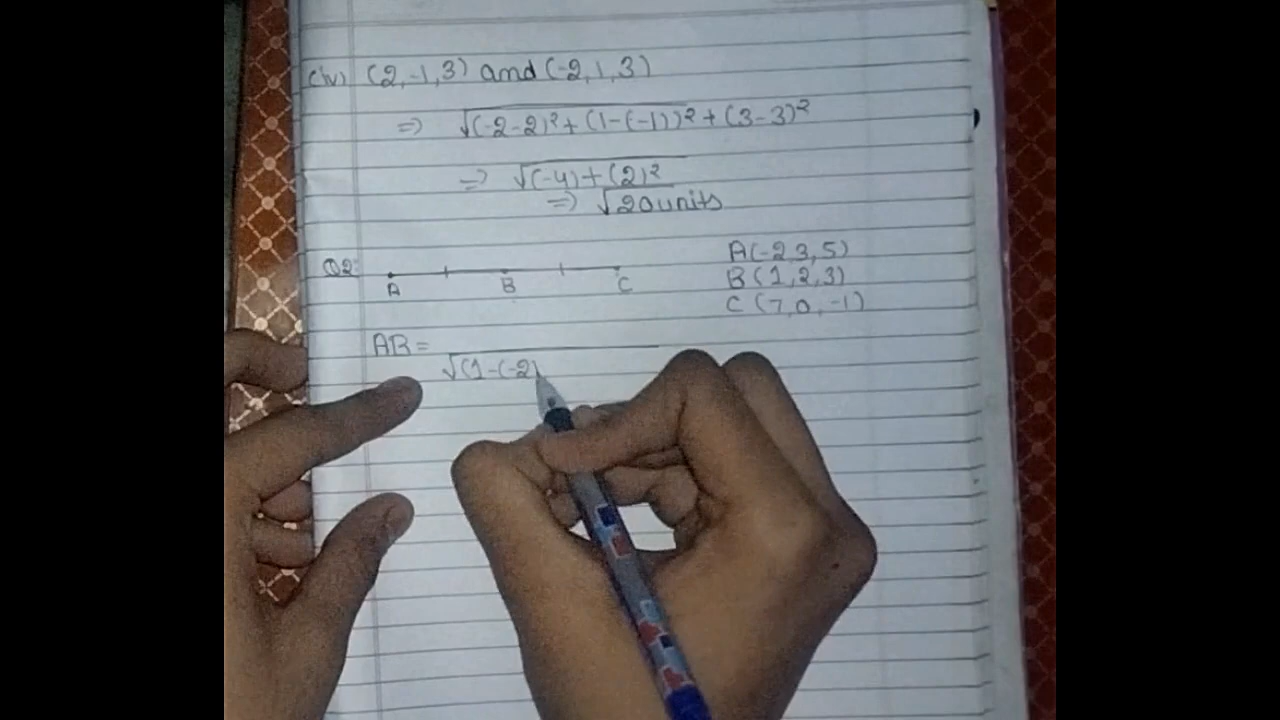 (iv) (2,-1,3) and (-2,1,3)
=> √(-2-2)²+(1-(-1))²+(3-3)²
=> √(-4)+(2)²
=> √20 units
Q2
A B C
A(-2,3,5)
B(1,2,3)
C(7,0,-1)
AB=
√(1-(-2)